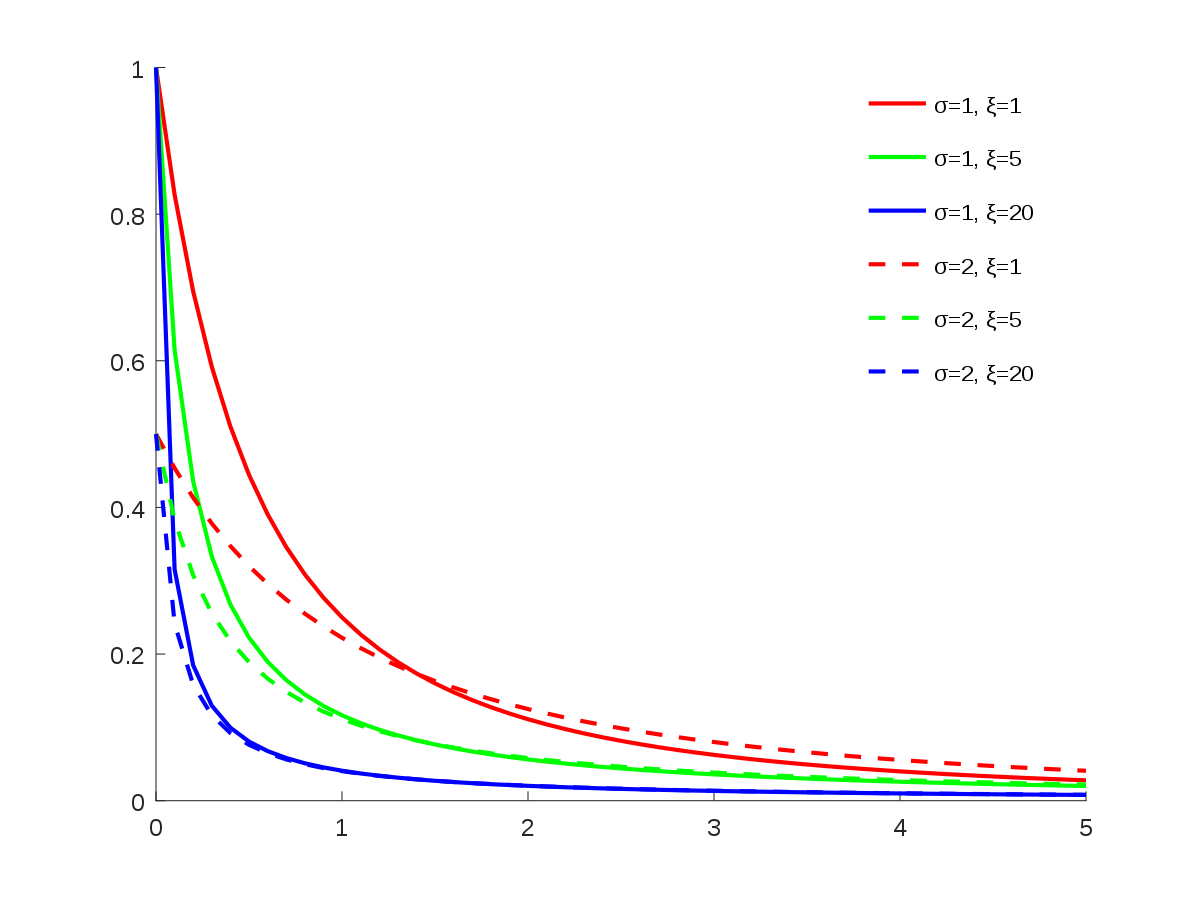 1
0.8
0.6
0.4
0.2
0
0 1 2 3 4 5
σ=1, ξ=1
σ=1, ξ=5
σ=1, ξ=20
σ=2, ξ=1
σ=2, ξ=5
σ=2, ξ=20